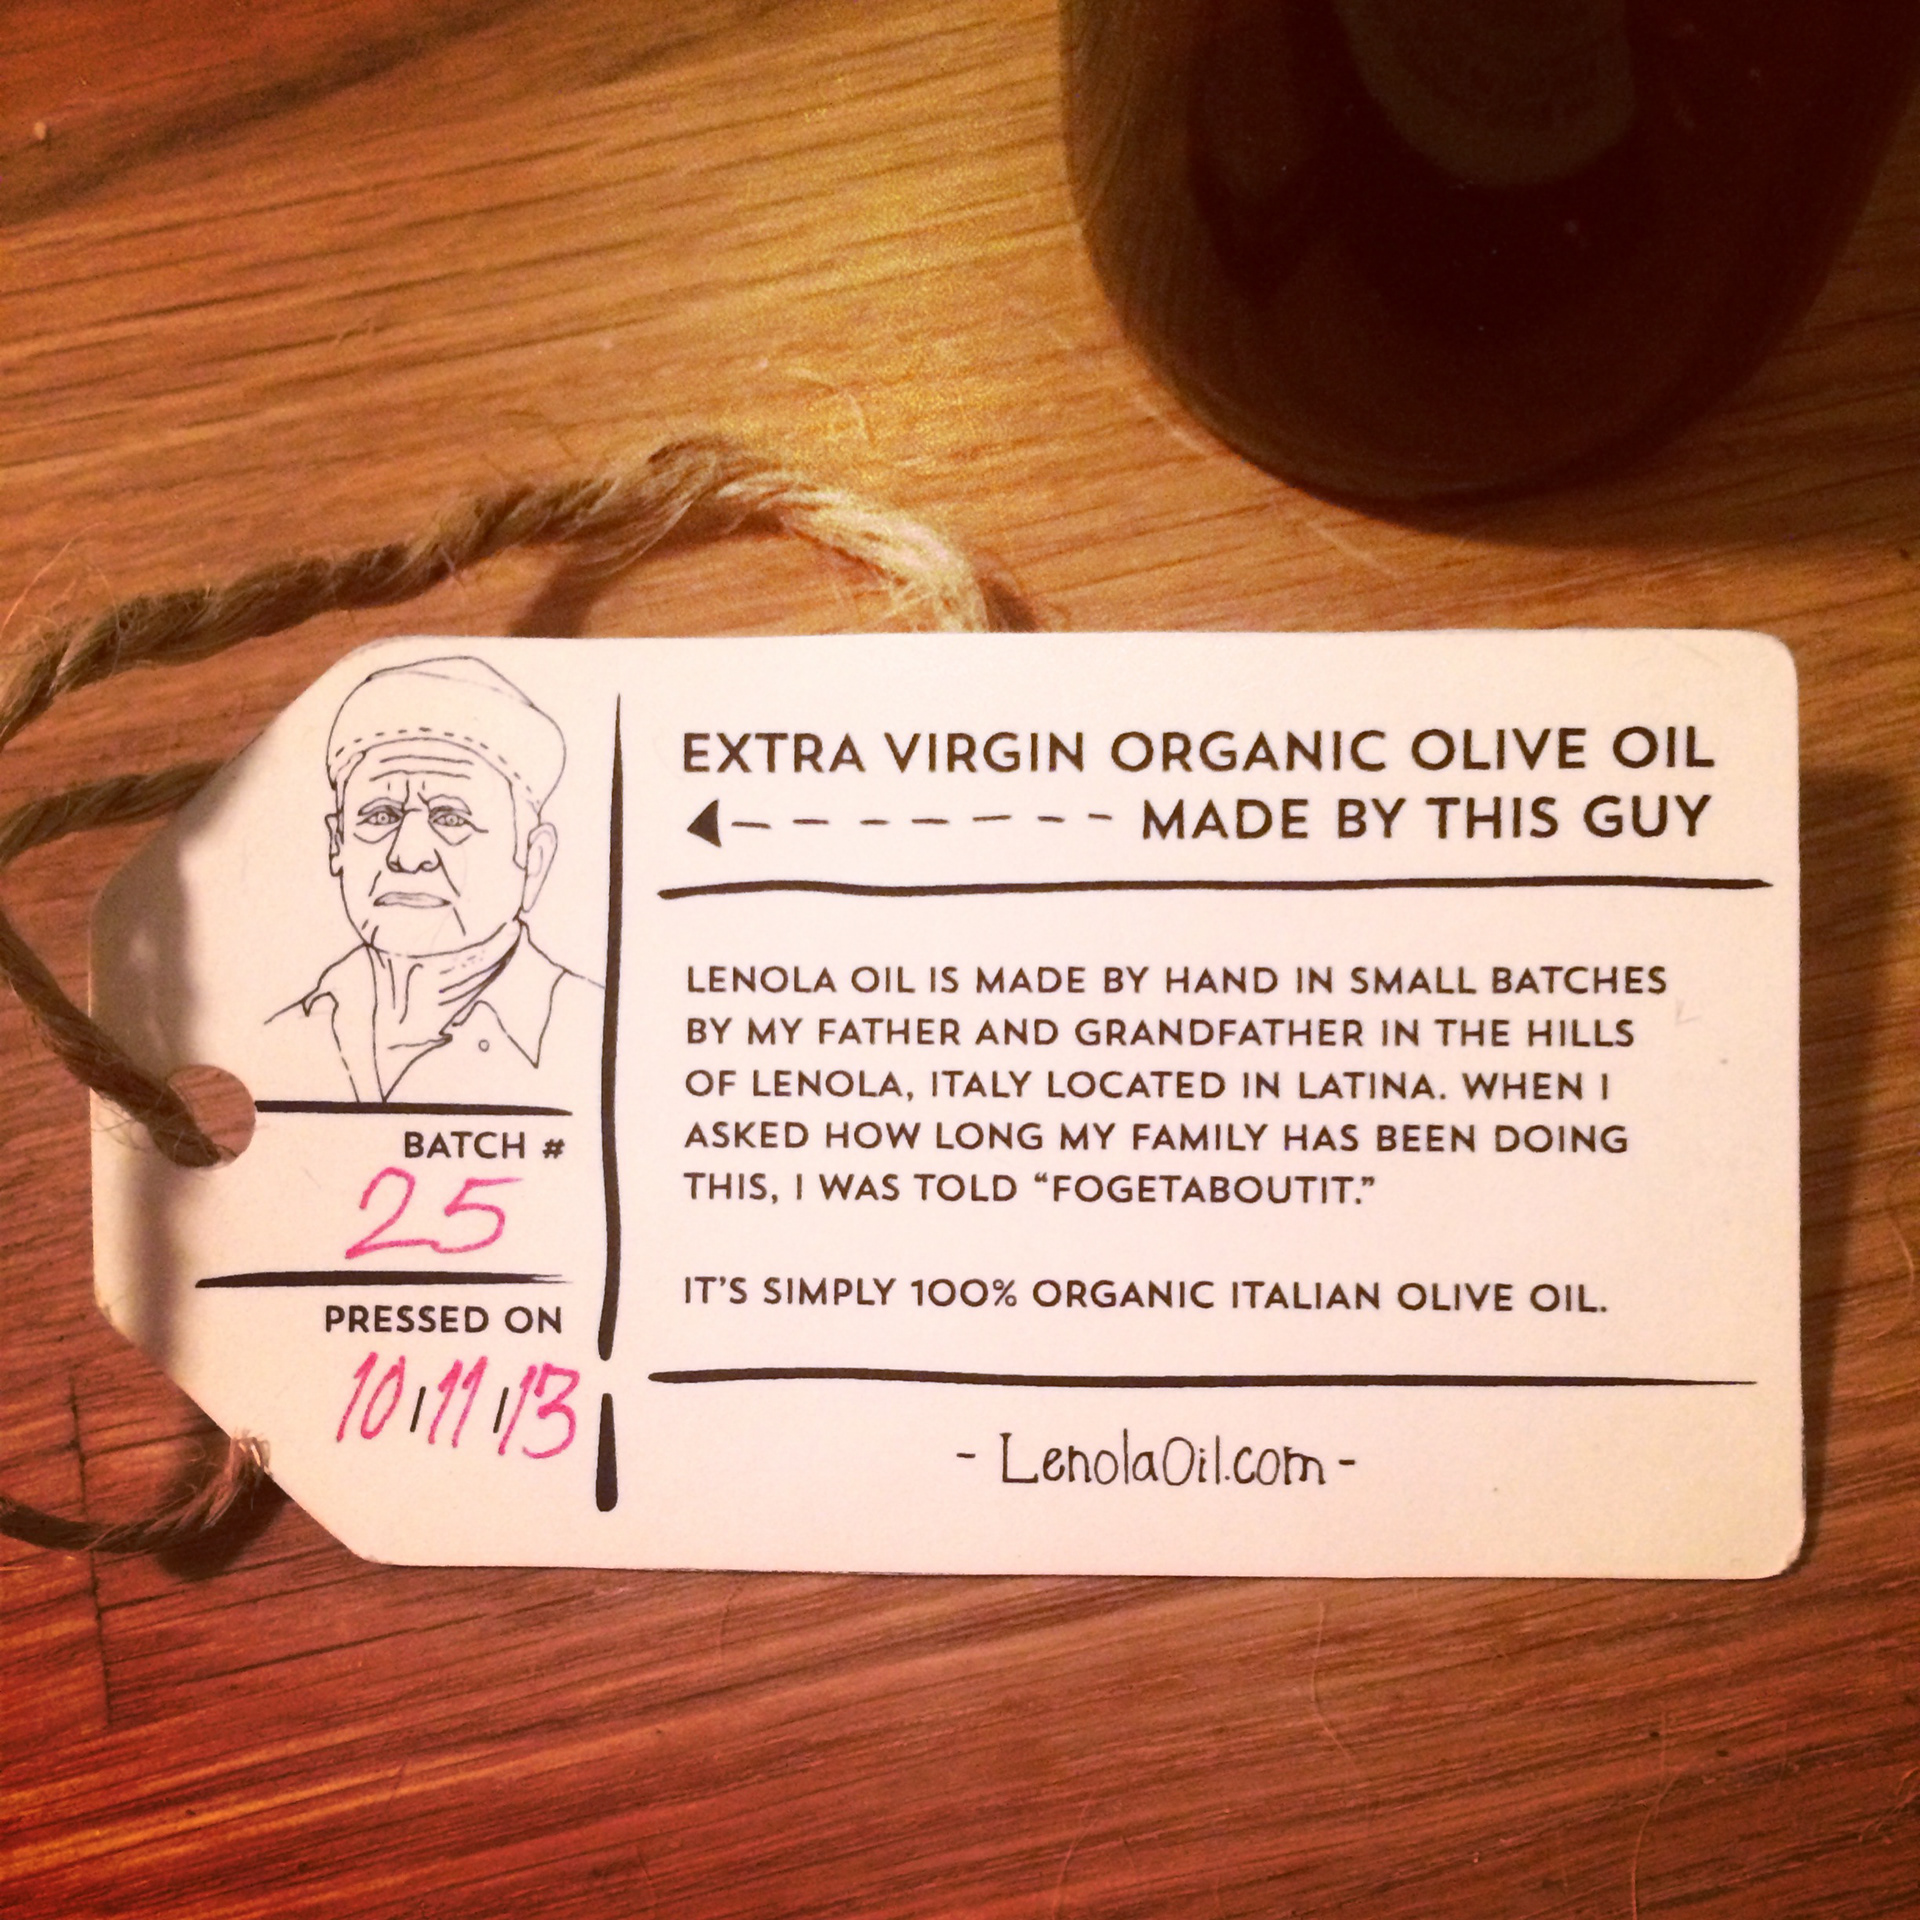 EXTRA VIRGIN ORGANIC OLIVE OIL
MADE BY THIS GUY
LENOLA OIL IS MADE BY HAND IN SMALL BATCHES
BY MY FATHER AND GRANDFATHER IN THE HILLS
OF LENOLA, ITALY LOCATED IN LATINA. WHEN I
ASKED HOW LONG MY FAMILY HAS BEEN DOING
THIS, I WAS TOLD “FOGETABOUTIT.”
IT'S SIMPLY 100% ORGANIC ITALIAN OLIVE OIL.
- LenolaOil.com -
BATCH #
25
PRESSED ON
10/11/13